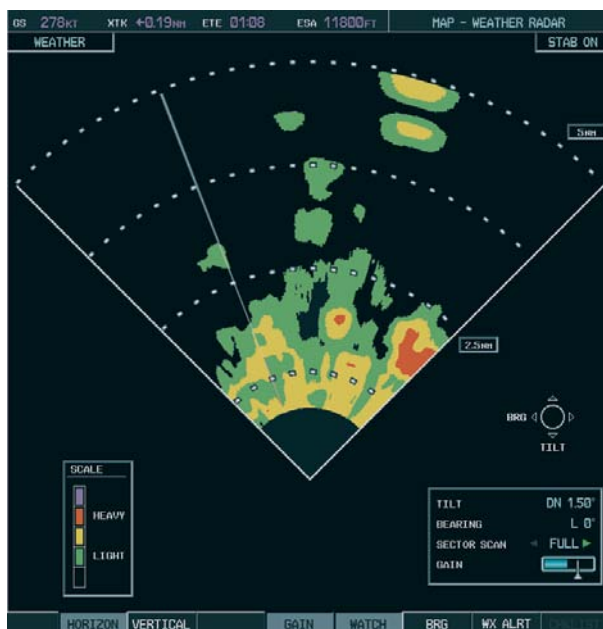 GS 278KT XTK ←0.19NM ETE 01:08 ESA 11800FT MAP - WEATHER RADAR
WEATHER STAB ON
5NM
2.5NM
BRG
TILT
SCALE
HEAVY
LIGHT
TILT DN 1.50°
BEARING L 0°
SECTOR SCAN FULL
GAIN
HORIZON VERTICAL GAIN WATCH BRG WX ALRT CHKLIST